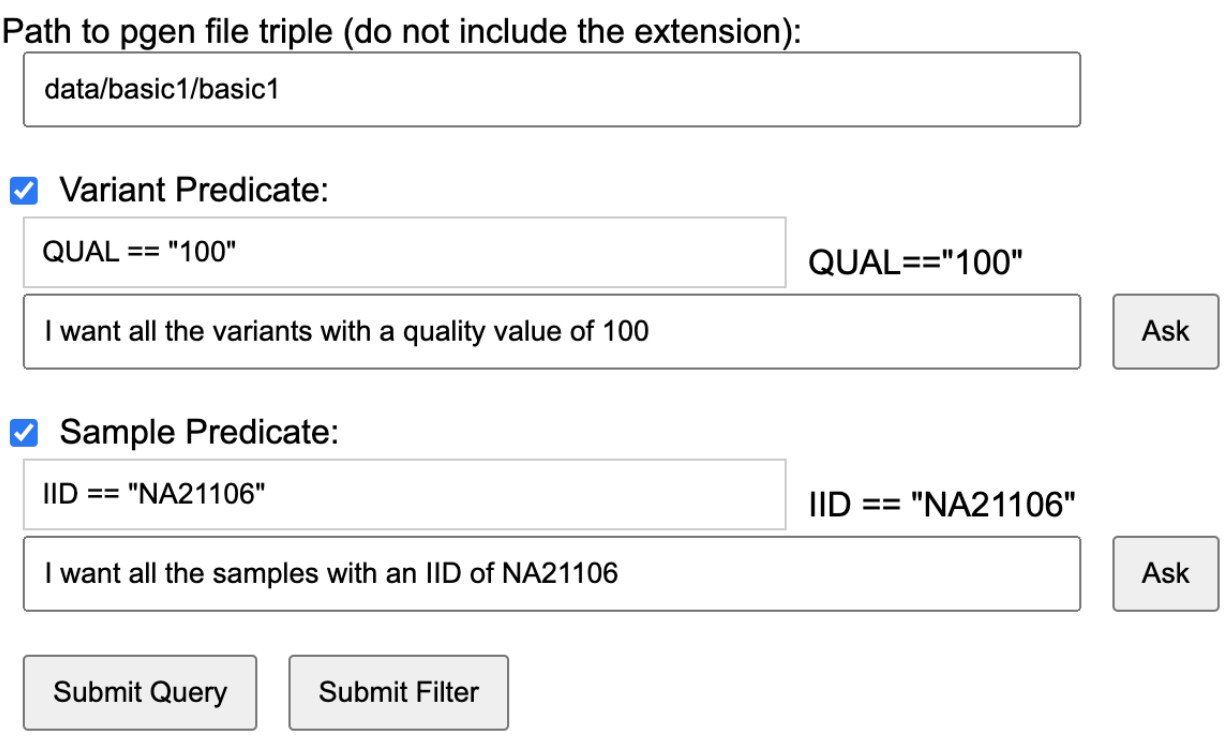 Path to pgen file triple (do not include the extension):
data/basic1/basic1
Variant Predicate:
QUAL == "100"
QUAL=="100"
I want all the variants with a quality value of 100
Ask
Sample Predicate:
IID == "NA21106"
IID == "NA21106"
I want all the samples with an IID of NA21106
Ask
Submit Query
Submit Filter